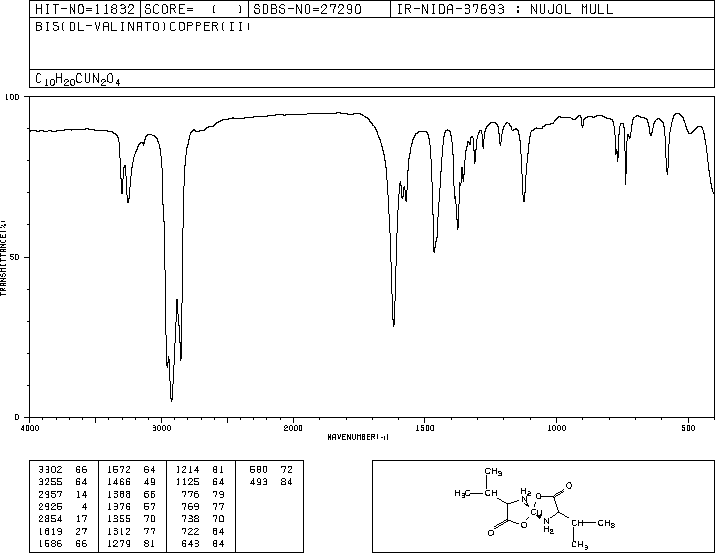 HIT-NO=11832 SCORE= ( ) SDBS-NO=27290 IR-NIDA-37693 : NUJOL MULL
BIS(DL-VALINATO)COPPER(II)
C10H20CUN2O4
100
50
0
TRANSMITTANCE(%)
4000 3000 2000 1500 1000 500
WAVENUMBER(-1)
3302 66 1572 64 1214 81 580 72
3255 64 1466 49 1125 64 493 84
2957 14 1388 66 776 79
2925 4 1376 57 769 77
2854 17 1355 70 738 70
1619 27 1312 77 722 84
1586 66 1279 81 643 84
CH3
H3C
NH2
O
O
Cu
O
O
NH2
CH3
CH3